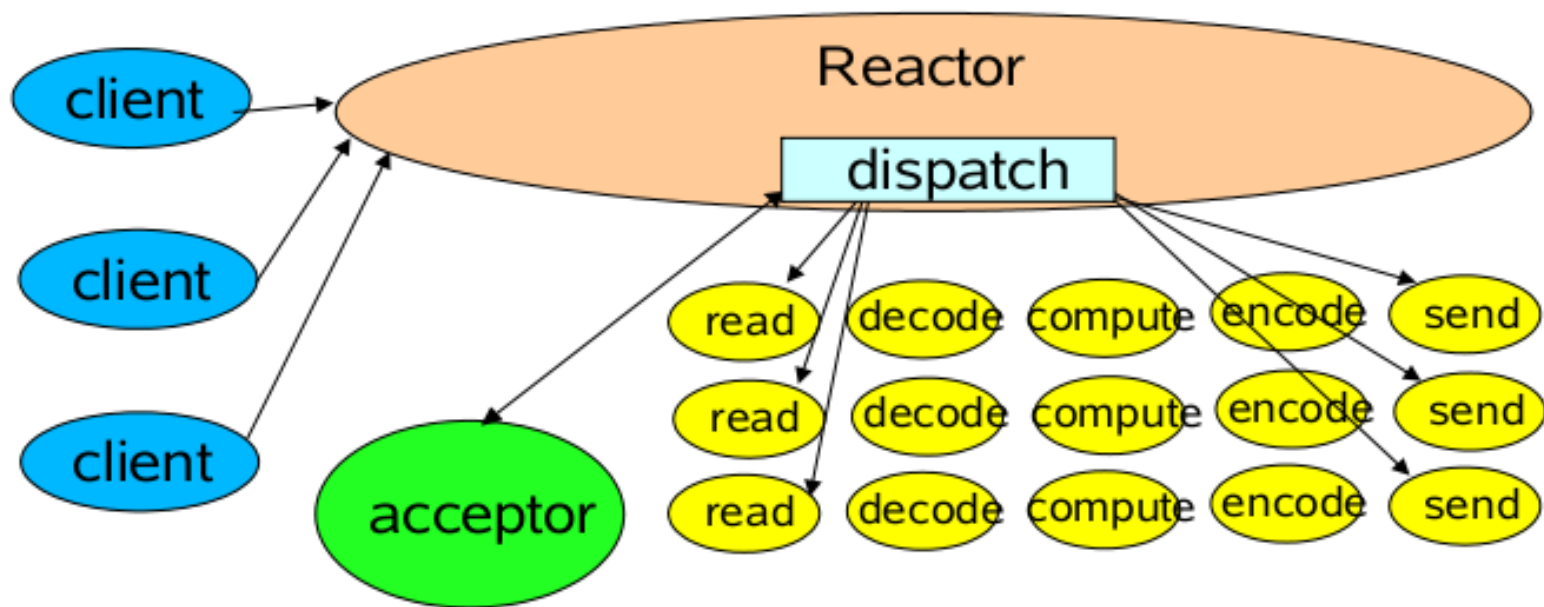 Reactor
client
dispatch
client
client
acceptor
read decode compute encode send
read decode compute encode send
read decode compute encode send